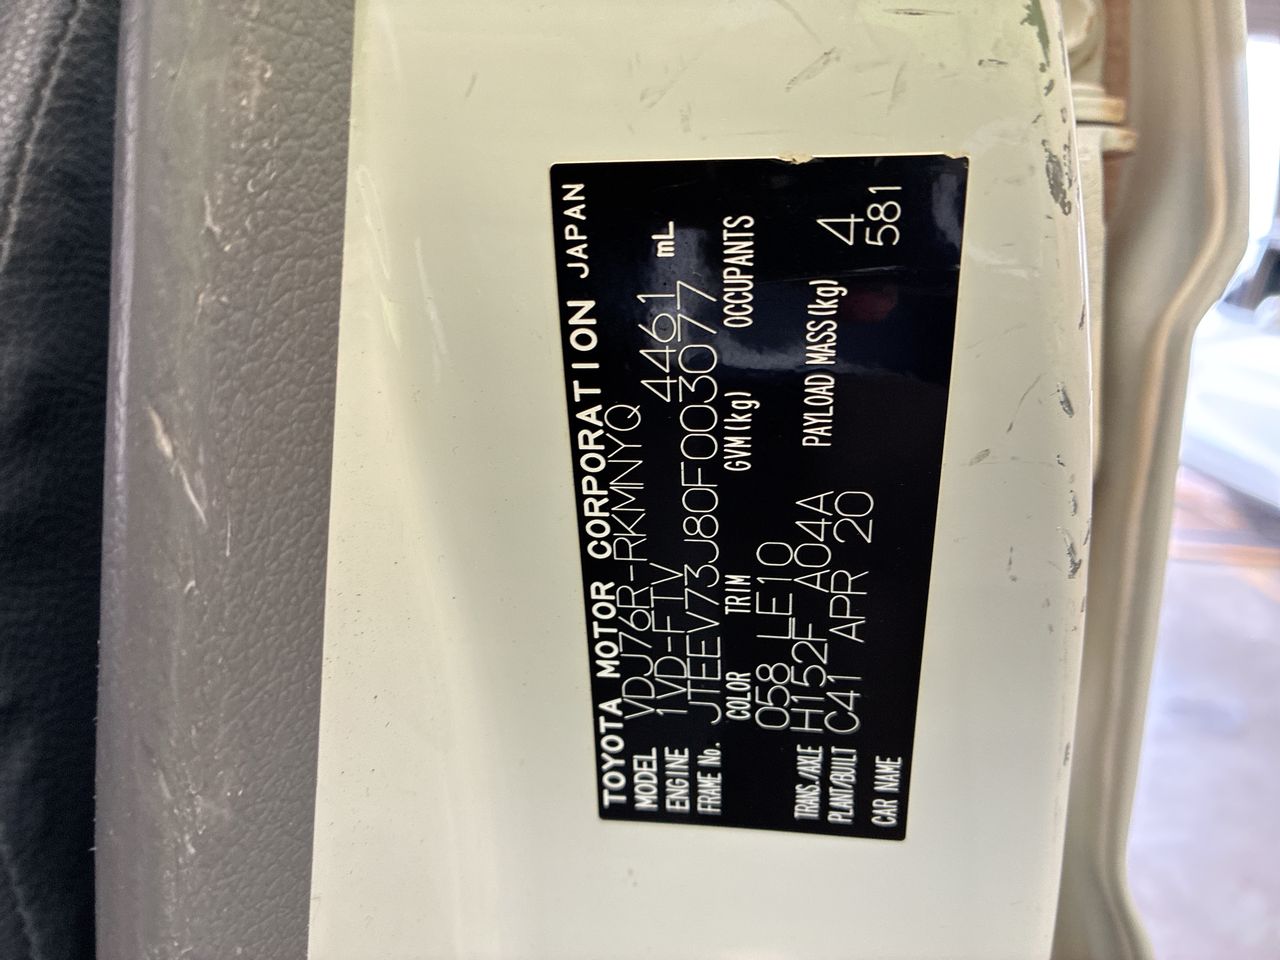 TOYOTA MOTOR CORPORATION JAPAN
MODEL VDJ76R-RKMNYQ
ENGINE 1VD-FTV 4461 mL
FRAME No. JTEEV73J80F003077
COLOR TRIM GVM(kg) OCCUPANTS
058 LE10
TRANS./AXLE H152F A04A PAYLOAD MASS(kg) 4
PLANT/BUILT C41 APR 20 581
CAR NAME